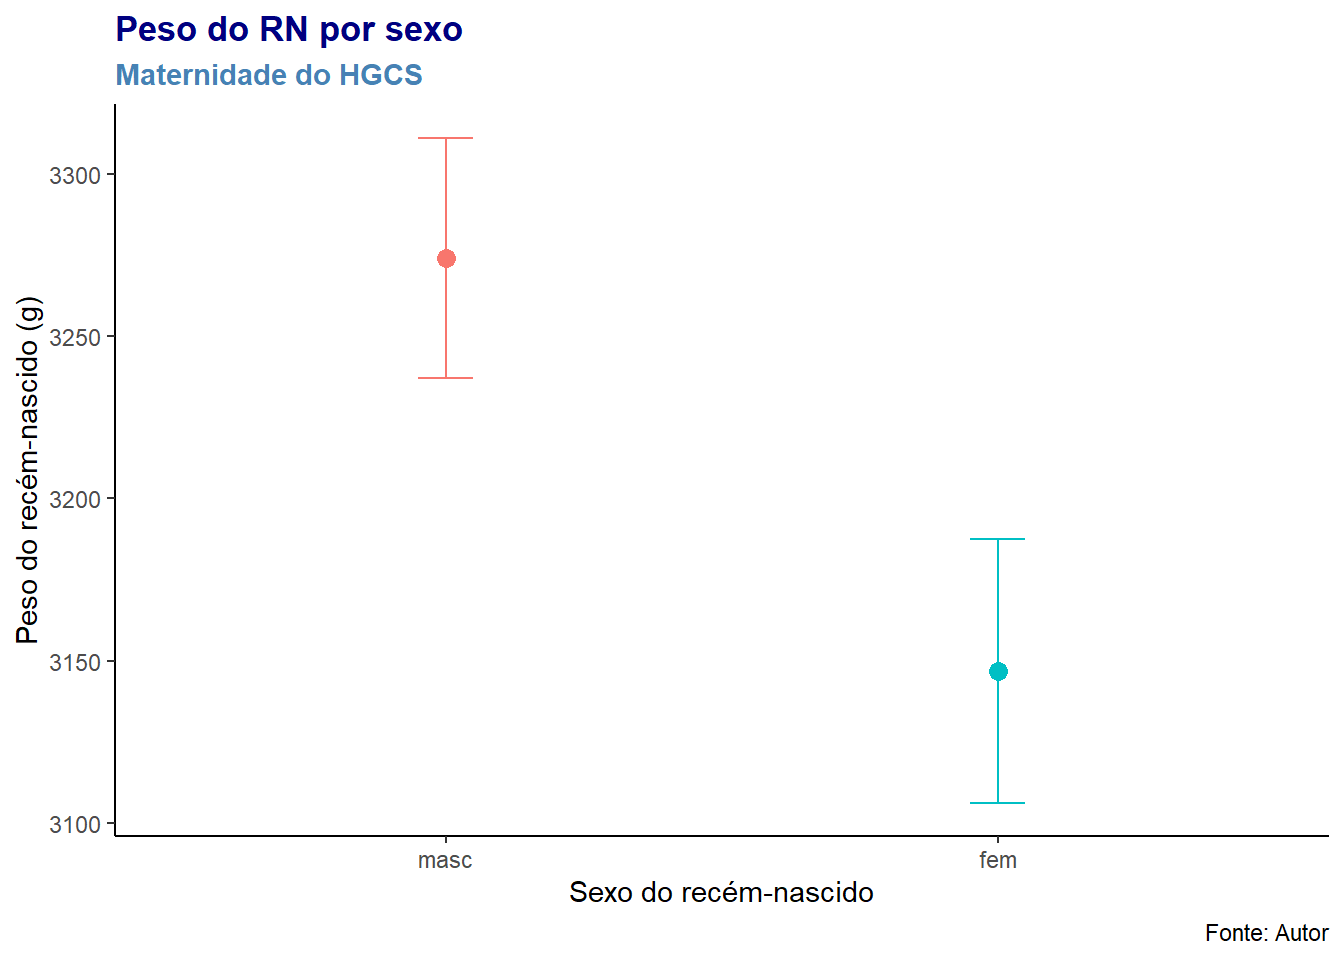 Peso do RN por sexo
Maternidade do HGCS
Peso do recém-nascido (g)
3300
3250
3200
3150
3100
masc fem
Sexo do recém-nascido
Fonte: Autor